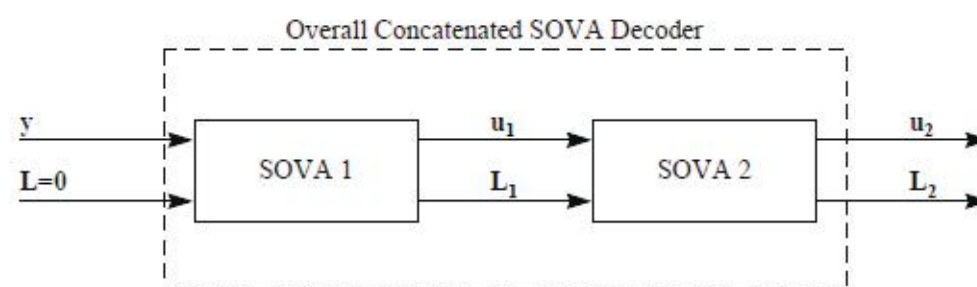 Overall Concatenated SOVA Decoder
y
L=0
SOVA 1
u₁
L₁
SOVA 2
u₂
L₂